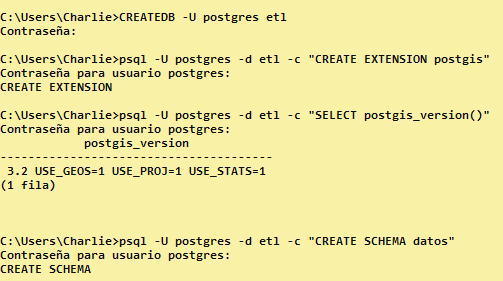 C:\Users\Charlie>CREATEDB -U postgres etl
Contraseña:
C:\Users\Charlie>psql -U postgres -d etl -c "CREATE EXTENSION postgis"
Contraseña para usuario postgres:
CREATE EXTENSION
C:\Users\Charlie>psql -U postgres -d etl -c "SELECT postgis_version()"
Contraseña para usuario postgres:
            postgis_version
---------------------------------------
 3.2 USE_GEOS=1 USE_PROJ=1 USE_STATS=1
(1 fila)
C:\Users\Charlie>psql -U postgres -d etl -c "CREATE SCHEMA datos"
Contraseña para usuario postgres:
CREATE SCHEMA